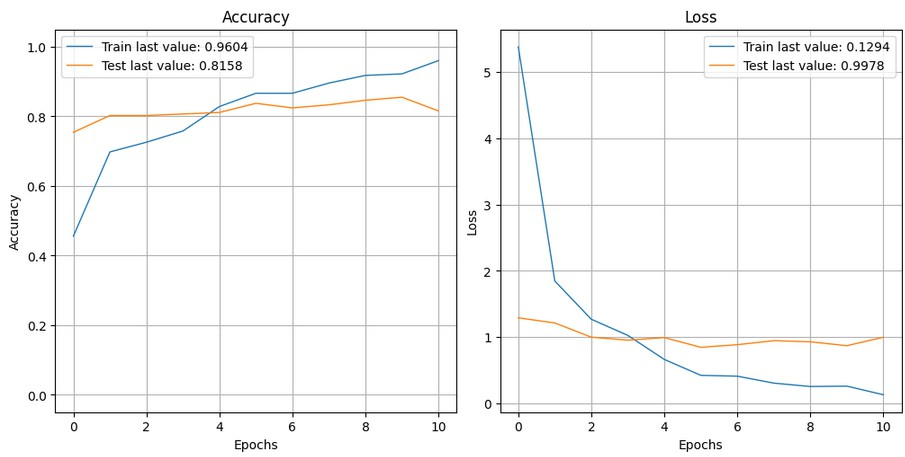 Accuracy
Train last value: 0.9604
Test last value: 0.8158
Accuracy
1.0
0.8
0.6
0.4
0.2
0.0
0 2 4 6 8 10
Epochs
Loss
Train last value: 0.1294
Test last value: 0.9978
Loss
5
4
3
2
1
0
0 2 4 6 8 10
Epochs